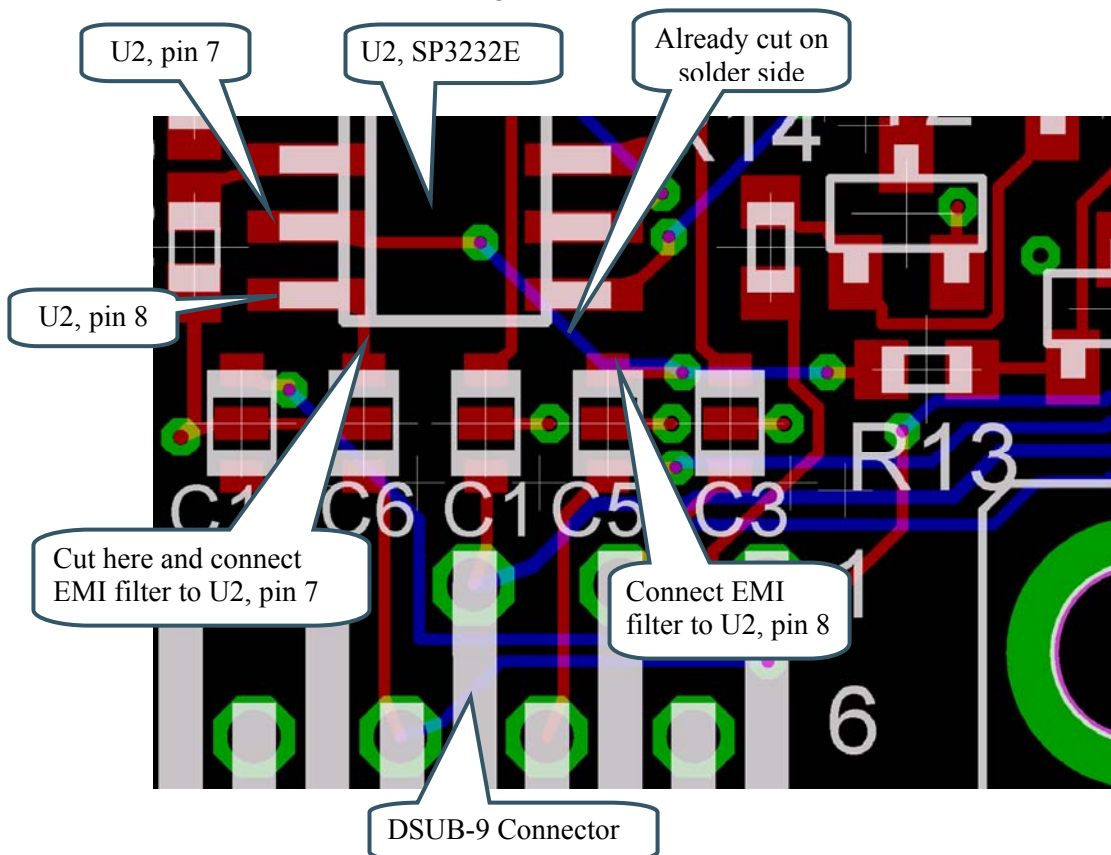 U2, pin 7
U2, SP3232E
Already cut on
solder side
R14
U2, pin 8
R13
C1
C6
C1
C5
C3
Cut here and connect
EMI filter to U2, pin 7
Connect EMI
filter to U2, pin 8
1
6
DSUB-9 Connector